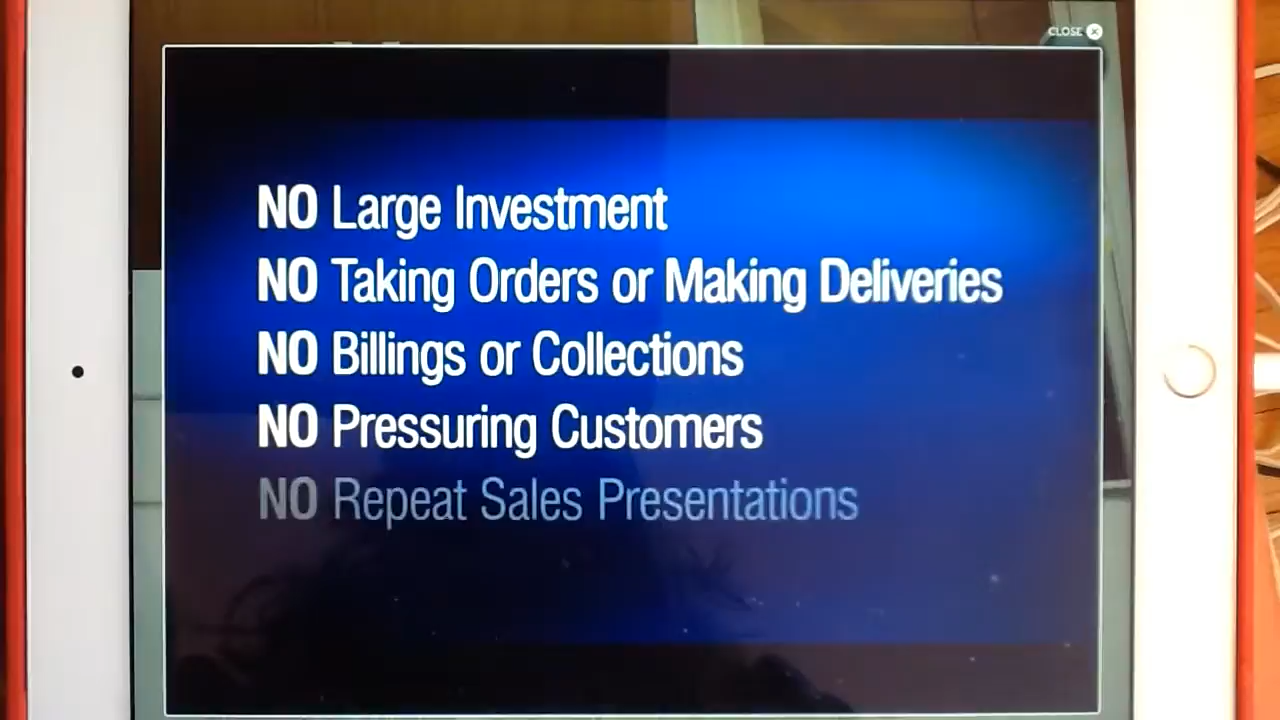 CLOSE
NO Large Investment
NO Taking Orders or Making Deliveries
NO Billings or Collections
NO Pressuring Customers
NO Repeat Sales Presentations